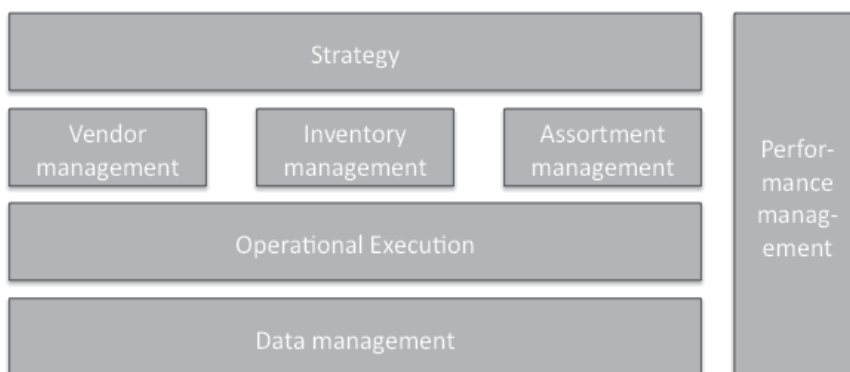 Strategy
Vendor
management
Inventory
management
Assortment
management
Operational Execution
Data management
Perfor-
mance
manag-
ement